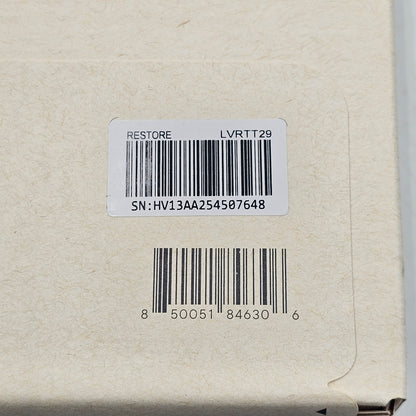 RESTORE LVRTT29
SN:HV13AA254507648
8 50051 84630 6